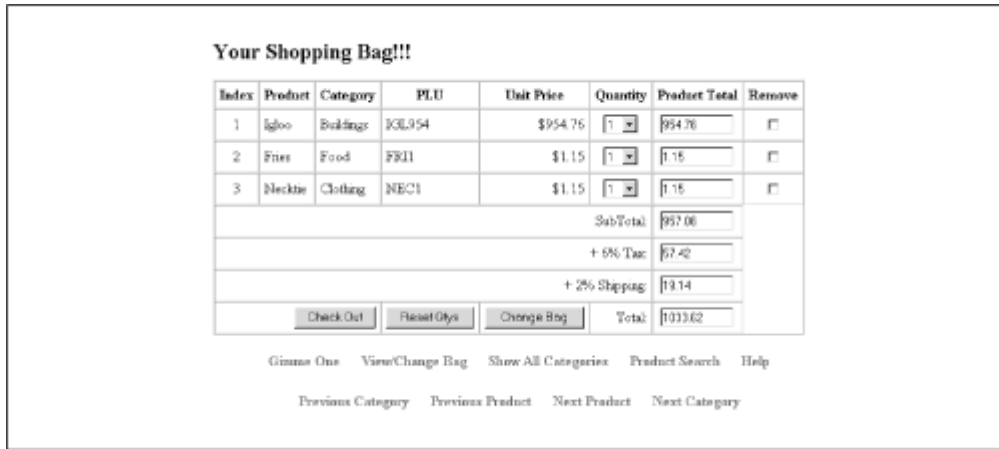 Your Shopping Bag!!!
Index Product Category PLU Unit Price Quantity Product Total Remove
1 Igloo Buildings IGL954 $954.76 1 954.76
2 Fries Food FRI1 $1.15 1 1.15
3 Necktie Clothing NEC1 $1.15 1 1.15
SubTotal: 957.06
+ 6% Tax: 57.42
+ 2% Shipping: 19.14
Check Out Reset Qtys Change Bag Total: 1033.62
Gimme One View/Change Bag Show All Categories Product Search Help
Previous Category Previous Product Next Product Next Category